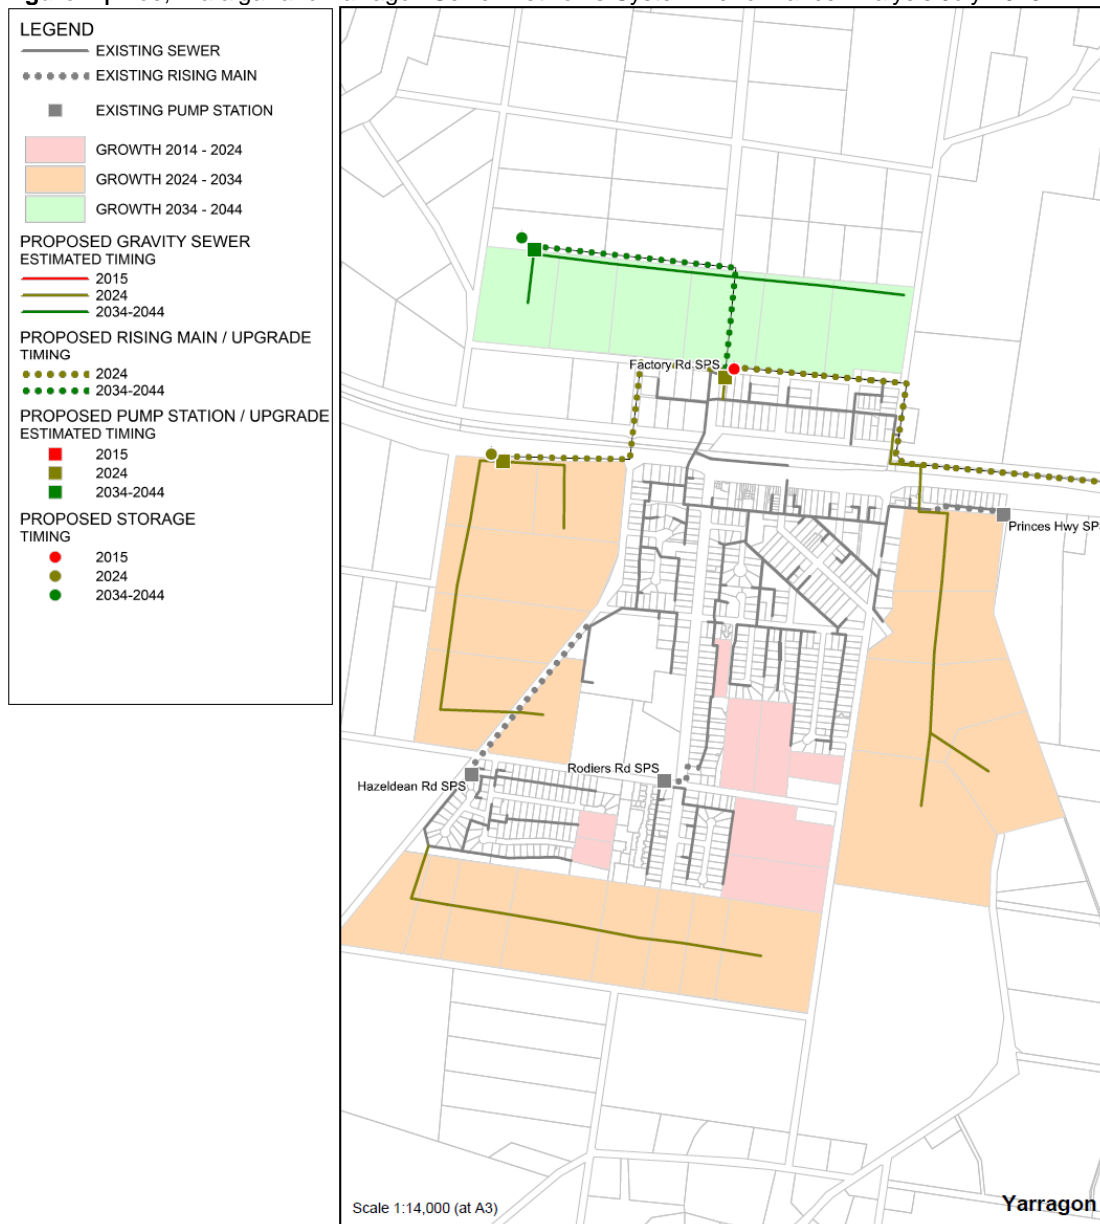 LEGEND
EXISTING SEWER
EXISTING RISING MAIN
EXISTING PUMP STATION
GROWTH 2014 - 2024
GROWTH 2024 - 2034
GROWTH 2034 - 2044
PROPOSED GRAVITY SEWER
ESTIMATED TIMING
2015
2024
2034-2044
PROPOSED RISING MAIN / UPGRADE
TIMING
2024
2034-2044
PROPOSED PUMP STATION / UPGRADE
ESTIMATED TIMING
2015
2024
2034-2044
PROPOSED STORAGE
TIMING
2015
2024
2034-2044
Factory Rd SPS
Princes Hwy SP
Rodiers Rd SPS
Hazeldean Rd SPS
Scale 1:14,000 (at A3)
Yarragon